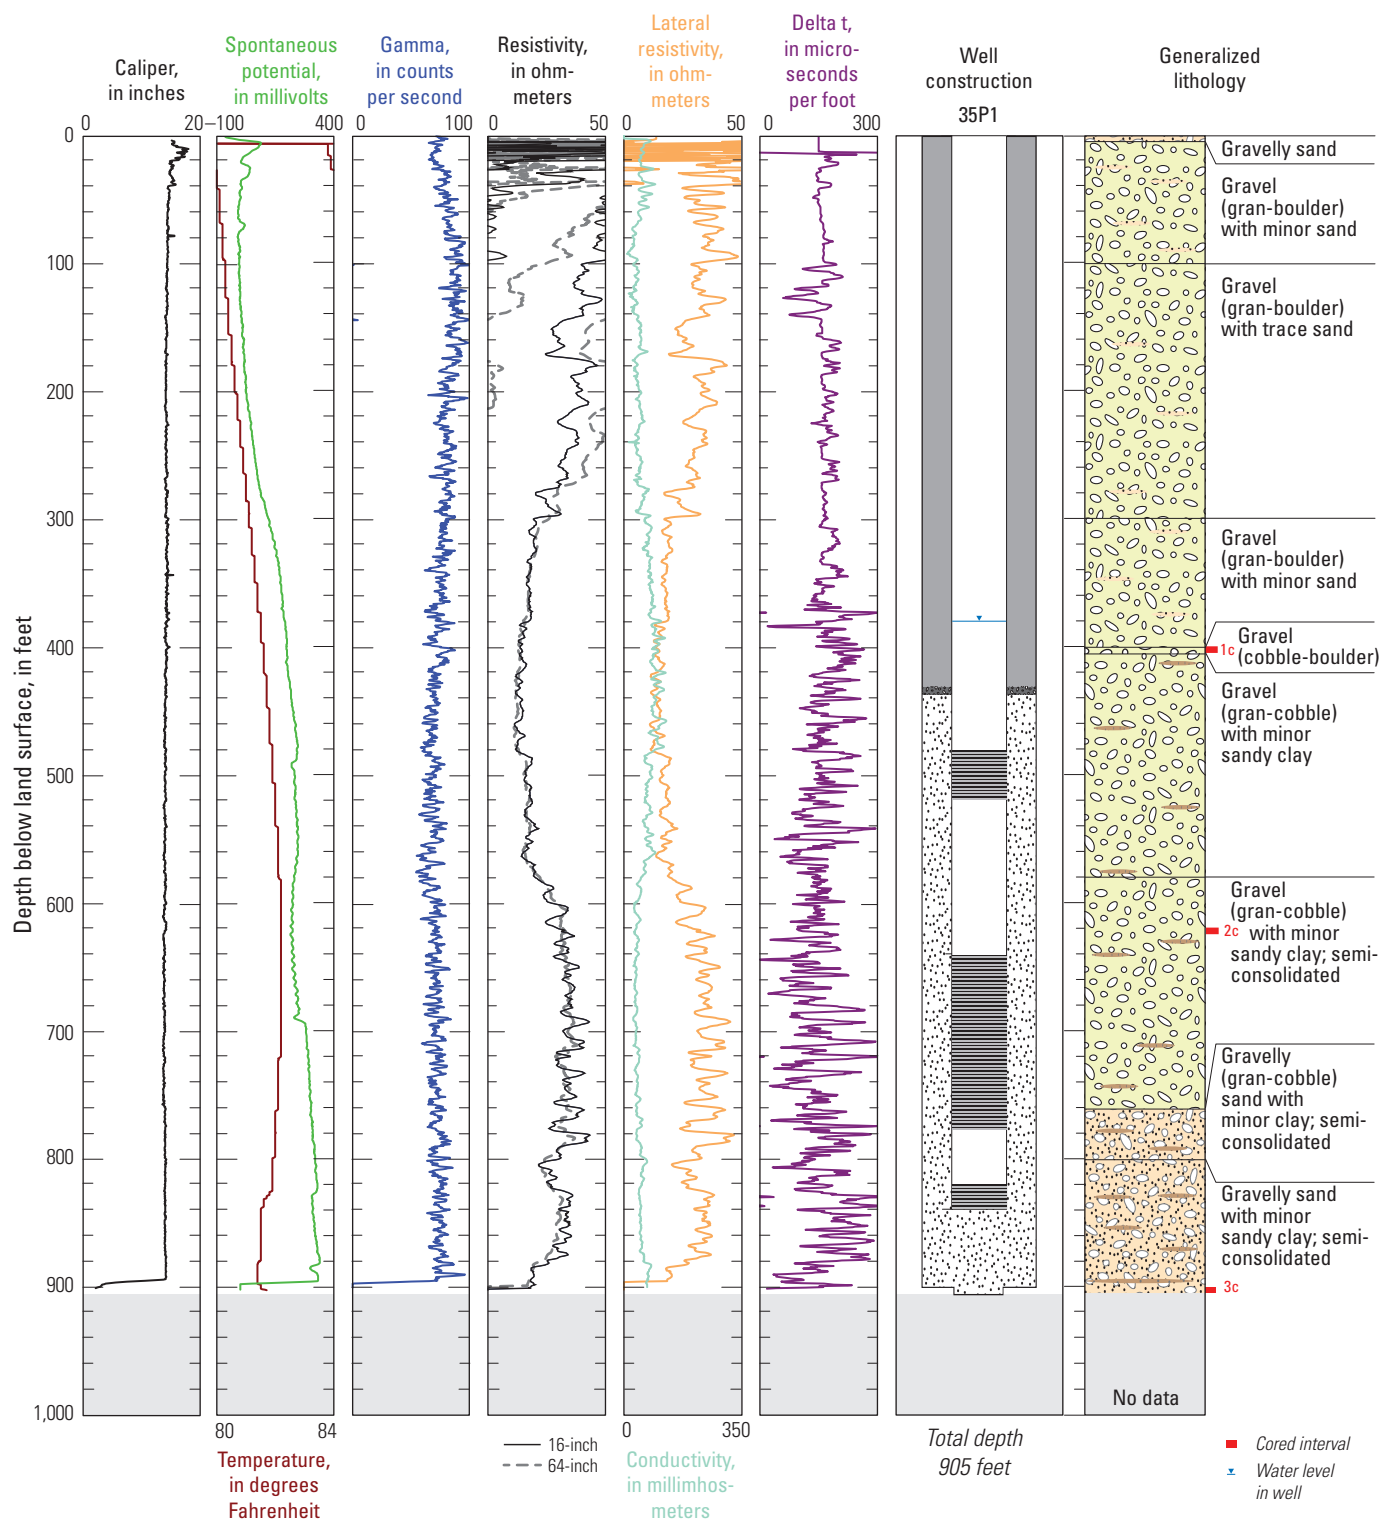 Caliper,
in inches
Spontaneous
potential,
in millivolts
Gamma,
in counts
per second
Resistivity,
in ohm-
meters
Lateral
resistivity,
in ohm-
meters
Delta t,
in micro-
seconds
per foot
Well
construction
35P1
Generalized
lithology
0 20 –100 400 0 100 0 50 0 50 0 300
Depth below land surface, in feet
0
100
200
300
400
500
600
700
800
900
1,000
Gravelly sand
Gravel
(gran-boulder)
with minor sand
Gravel
(gran-boulder)
with trace sand
Gravel
(gran-boulder)
with minor sand
1c
Gravel
(cobble-boulder)
Gravel
(gran-cobble)
with minor
sandy clay
2c
Gravel
(gran-cobble)
with minor
sandy clay; semi-
consolidated
Gravelly
(gran-cobble)
sand with
minor clay; semi-
consolidated
Gravelly sand
with minor
sandy clay; semi-
consolidated
3c
No data
80 84
Temperature,
in degrees
Fahrenheit
16-inch
64-inch
0 350
Conductivity,
in millimhos-
meters
Total depth
905 feet
Cored interval
Water level
in well